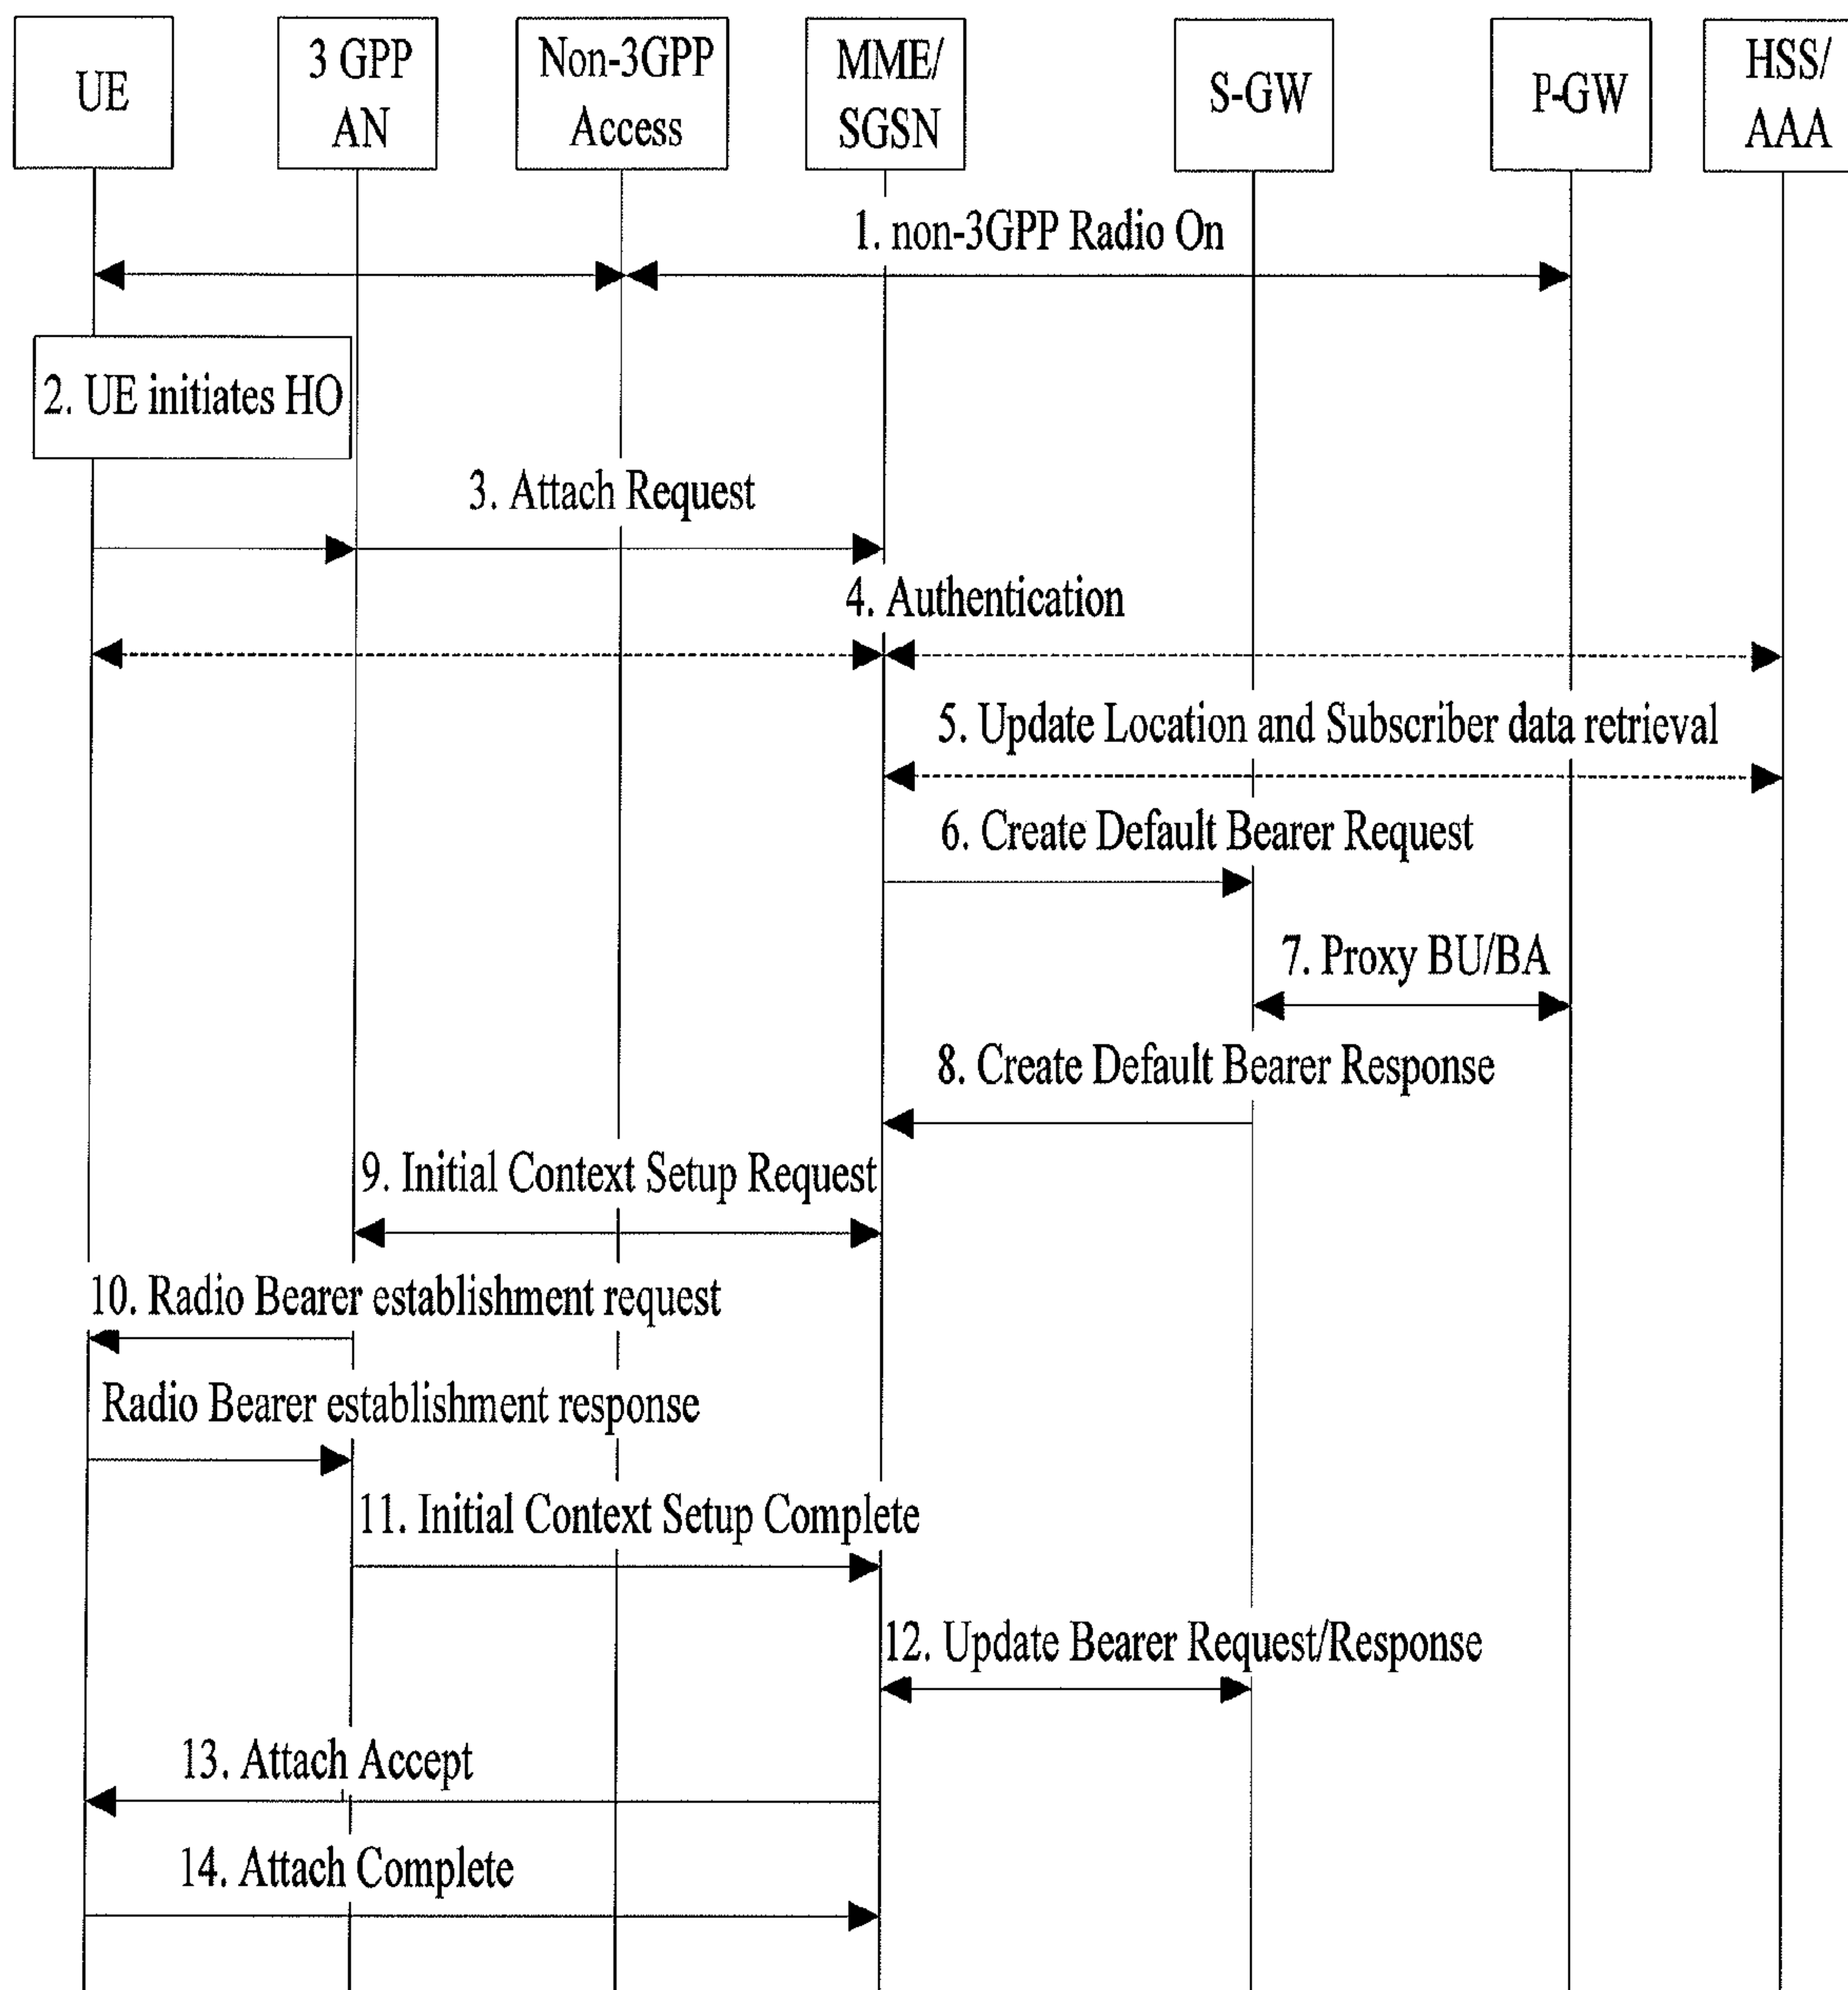 UE
3 GPP
AN
Non-3GPP
Access
MME/
SGSN
S-GW
P-GW
HSS/
AAA
1. non-3GPP Radio On
2. UE initiates HO
3. Attach Request
4. Authentication
5. Update Location and Subscriber data retrieval
6. Create Default Bearer Request
7. Proxy BU/BA
8. Create Default Bearer Response
9. Initial Context Setup Request
10. Radio Bearer establishment request
Radio Bearer establishment response
11. Initial Context Setup Complete
12. Update Bearer Request/Response
13. Attach Accept
14. Attach Complete